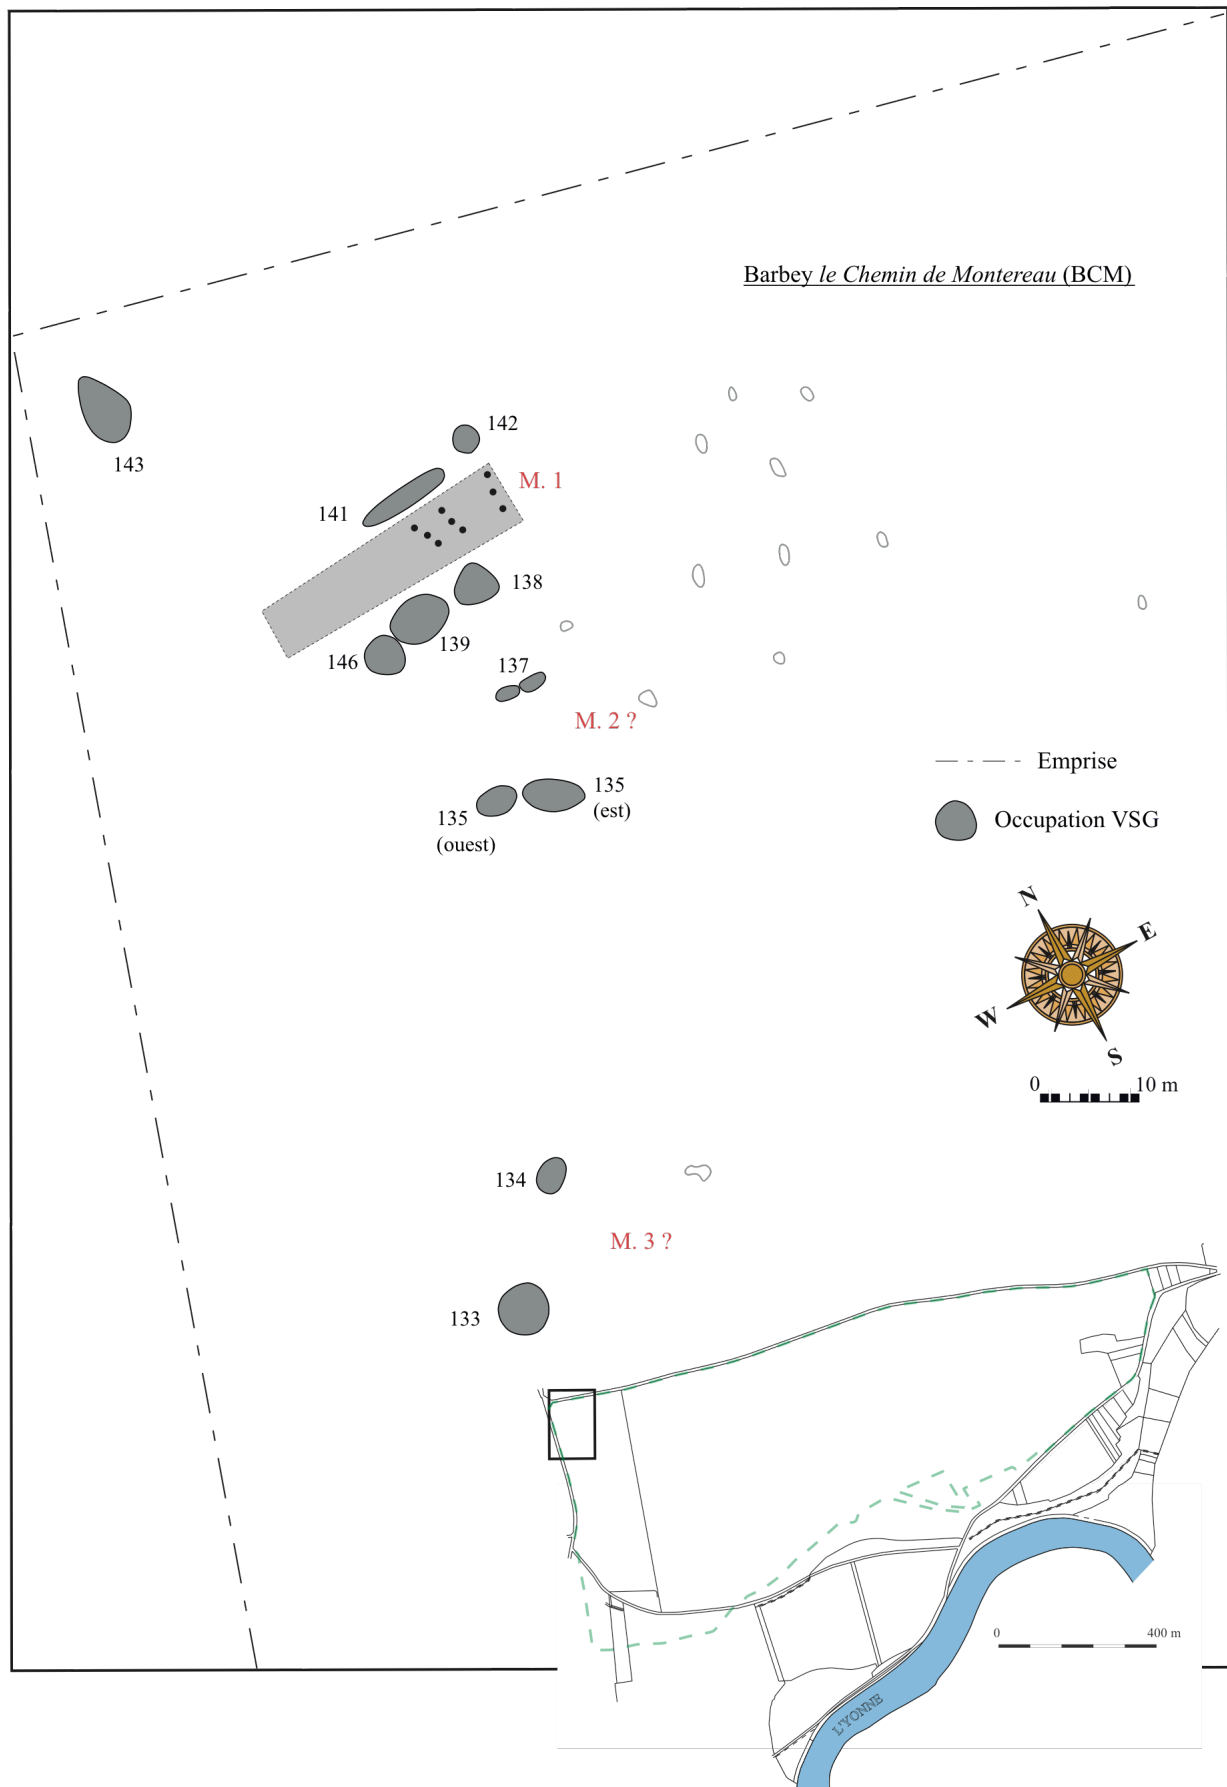 Barbey le Chemin de Montereau (BCM)
142
143
M. 1
141
138
139
146
137
M. 2 ?
135
(est)
135
(ouest)
Emprise
Occupation VSG
N
E
W
S
0 10 m
134
M. 3 ?
133
0 400 m
L'YONNE